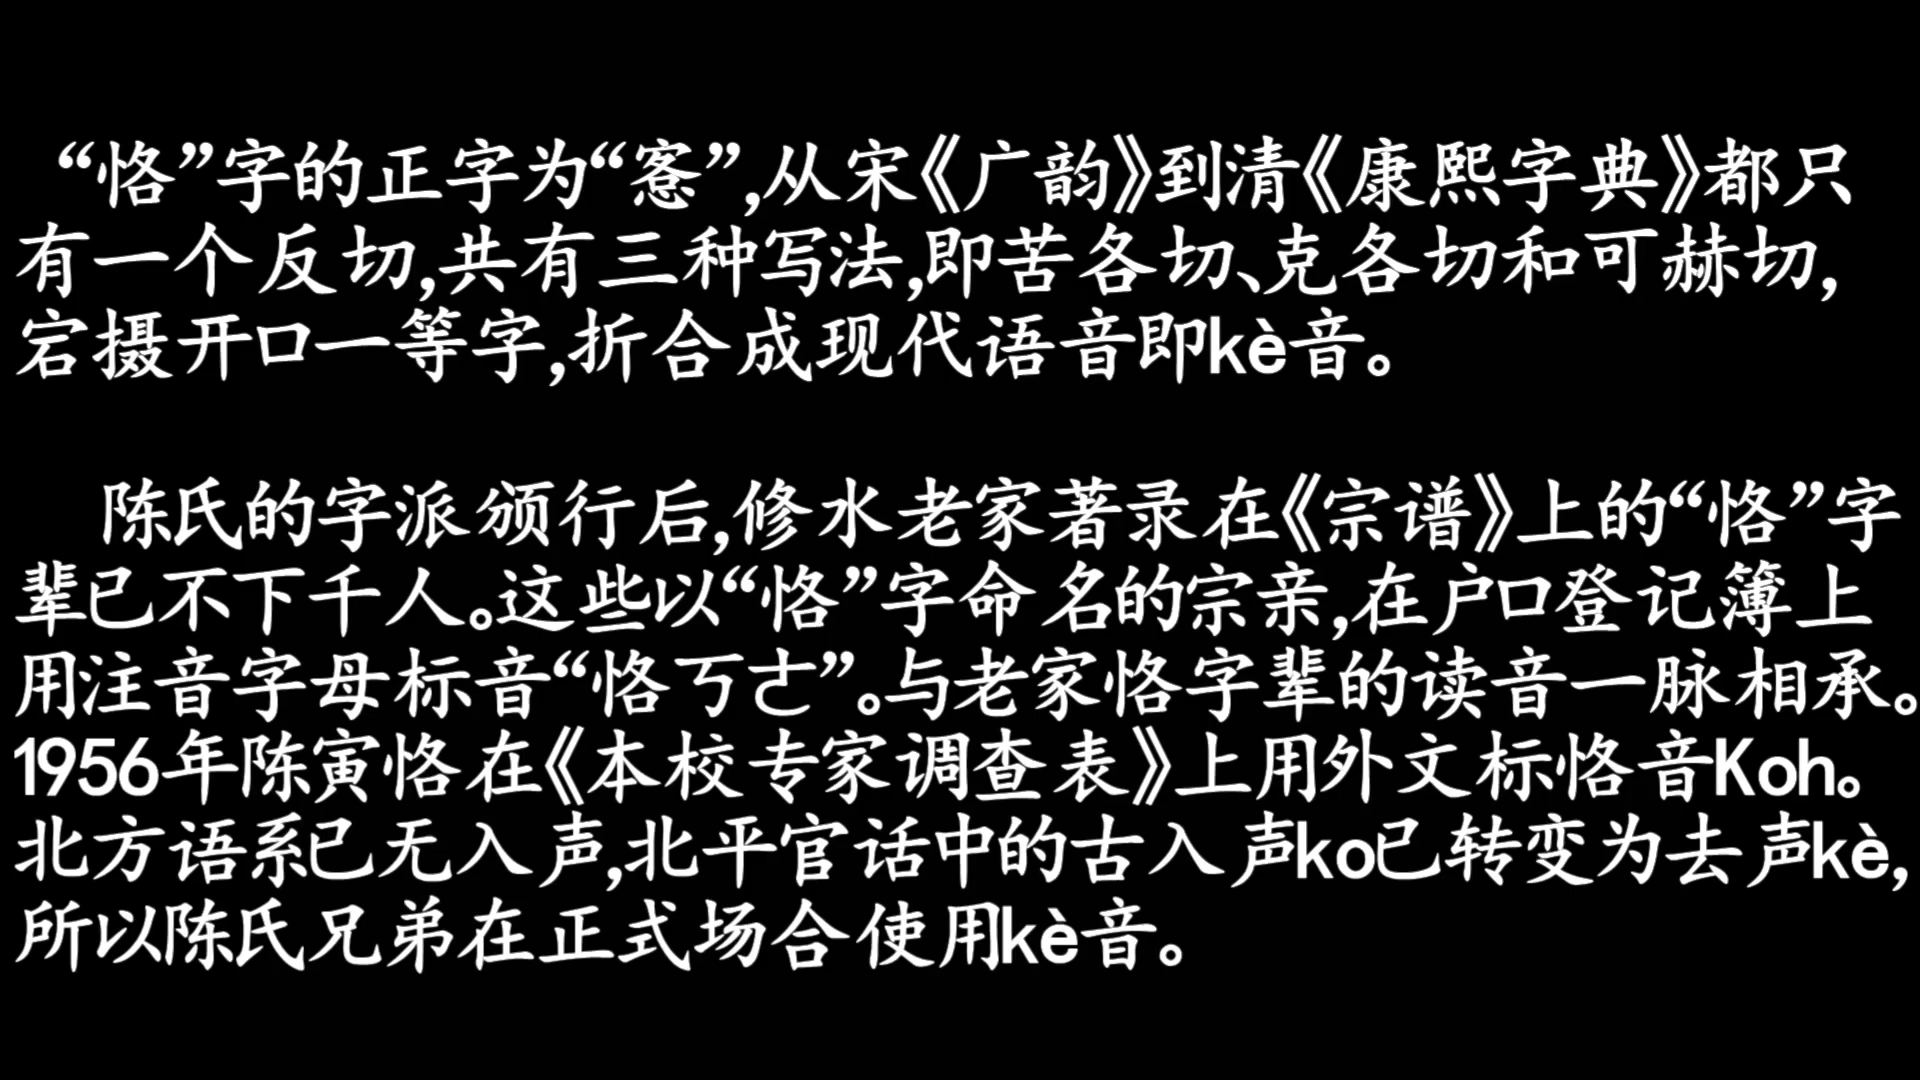 “恪”字的正字为“愙”,从宋《广韵》到清《康熙字典》都只
有一个反切,共有三种写法,即苦各切、克各切和可赫切,
宕摄开口一等字,折合成现代语音即kè音。
陈氏的字派颁行后,修水老家著录在《宗谱》上的“恪”字
辈已不下千人。这些以“恪”字命名的宗亲,在户口登记簿上
用注音字母标音“恪ㄎㄜ”。与老家恪字辈的读音一脉相承。
1956年陈寅恪在《本校专家调查表》上用外文标恪音Koh。
北方语系已无入声,北平官话中的古入声ko已转变为去声kè,
所以陈氏兄弟在正式场合使用kè音。